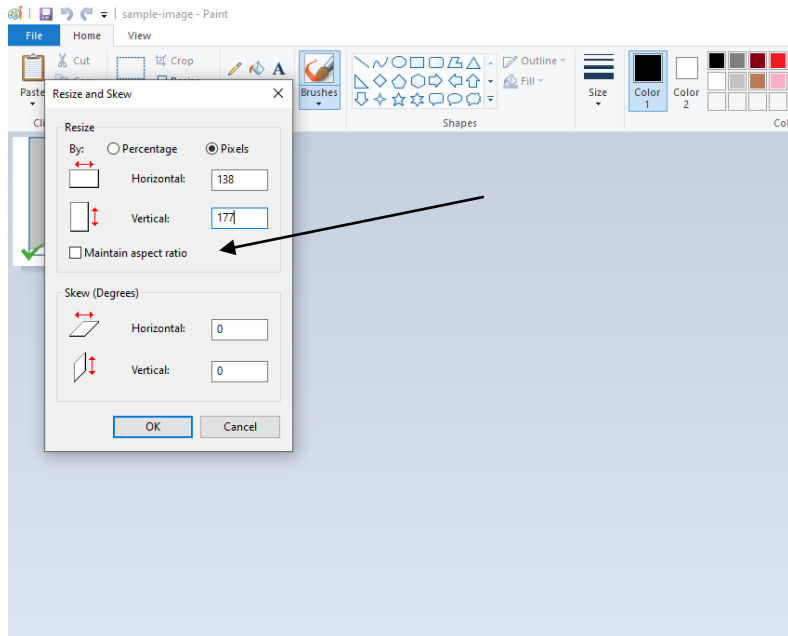 sample-image - Paint
File Home View
Cut
Crop
Paste
Brushes
Outline
Fill
Size
Color 1
Color 2
Shapes
Resize and Skew
Resize
By: Percentage Pixels
Horizontal: 138
Vertical: 177
Maintain aspect ratio
Skew (Degrees)
Horizontal: 0
Vertical: 0
OK Cancel